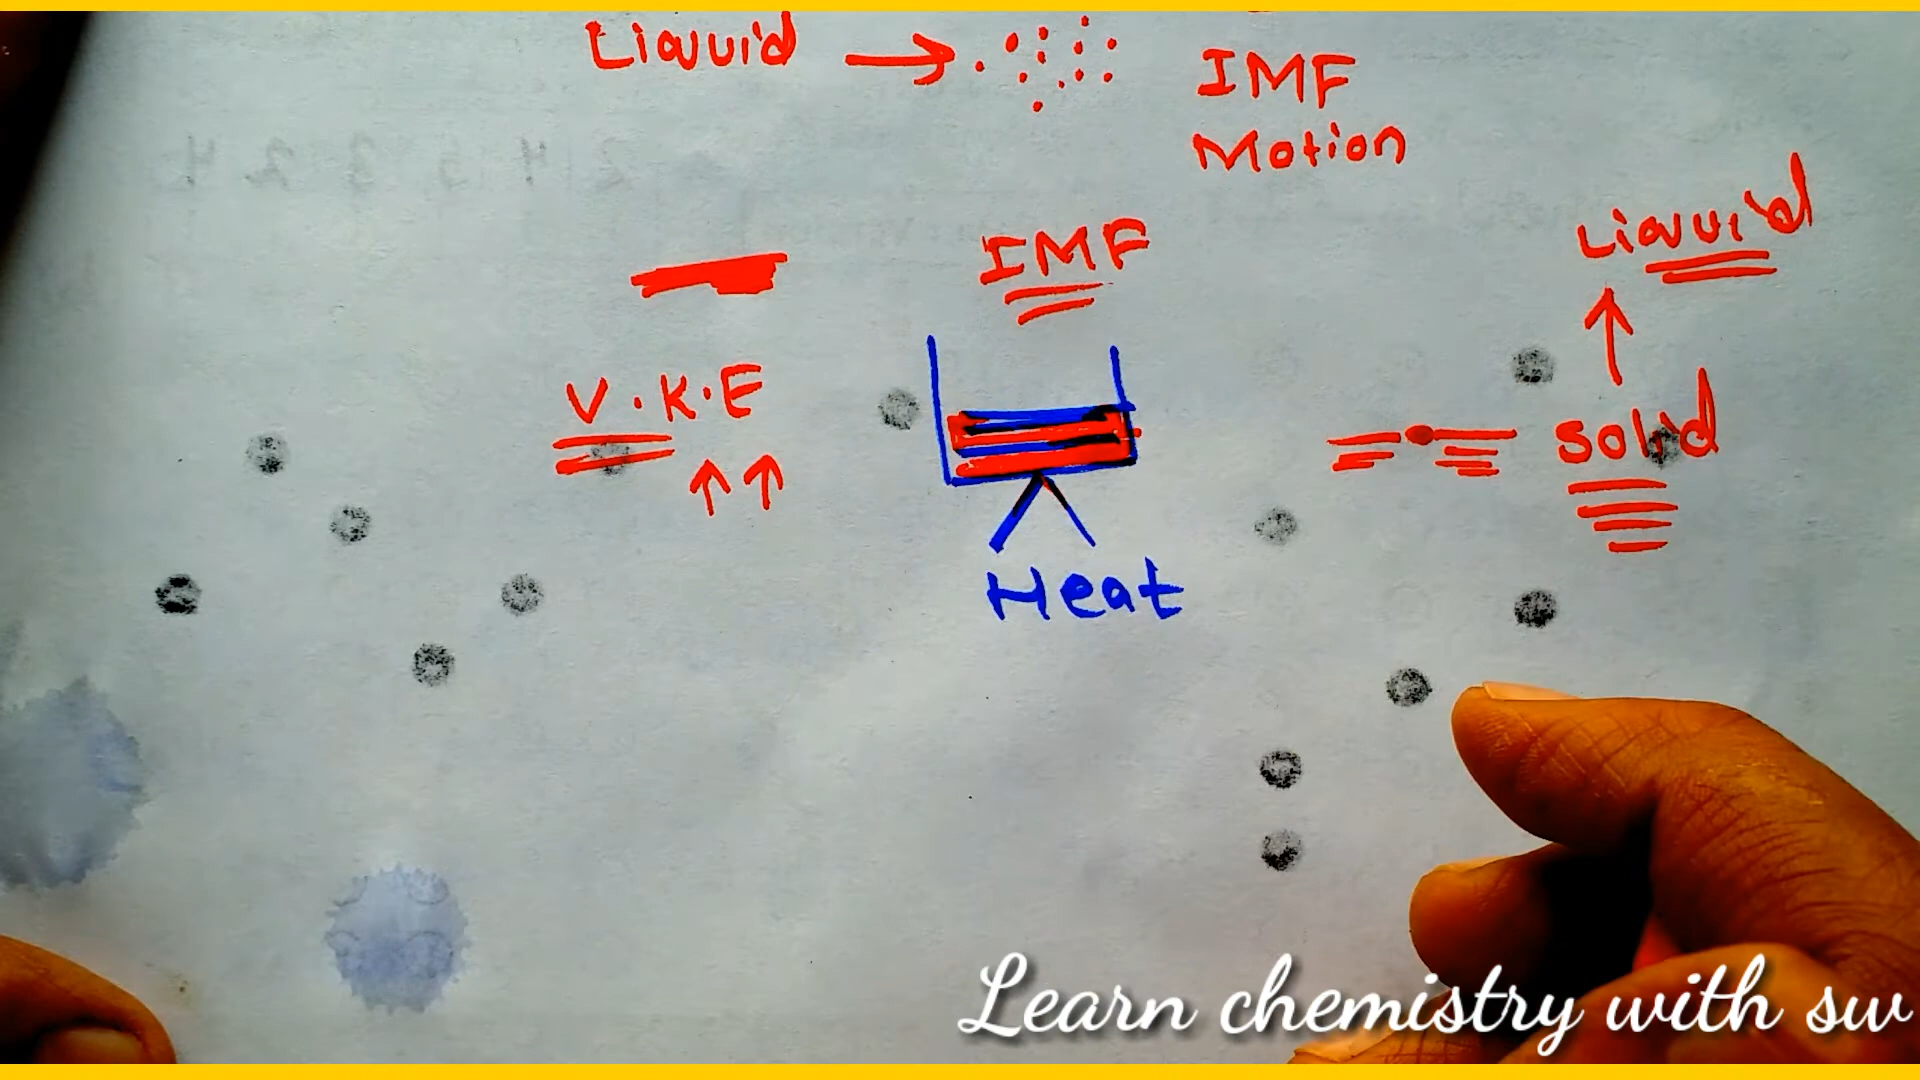 Liquid
IMF
Motion
IMF
Liquid
V.K.E
Solid
Heat
Learn chemistry with sw